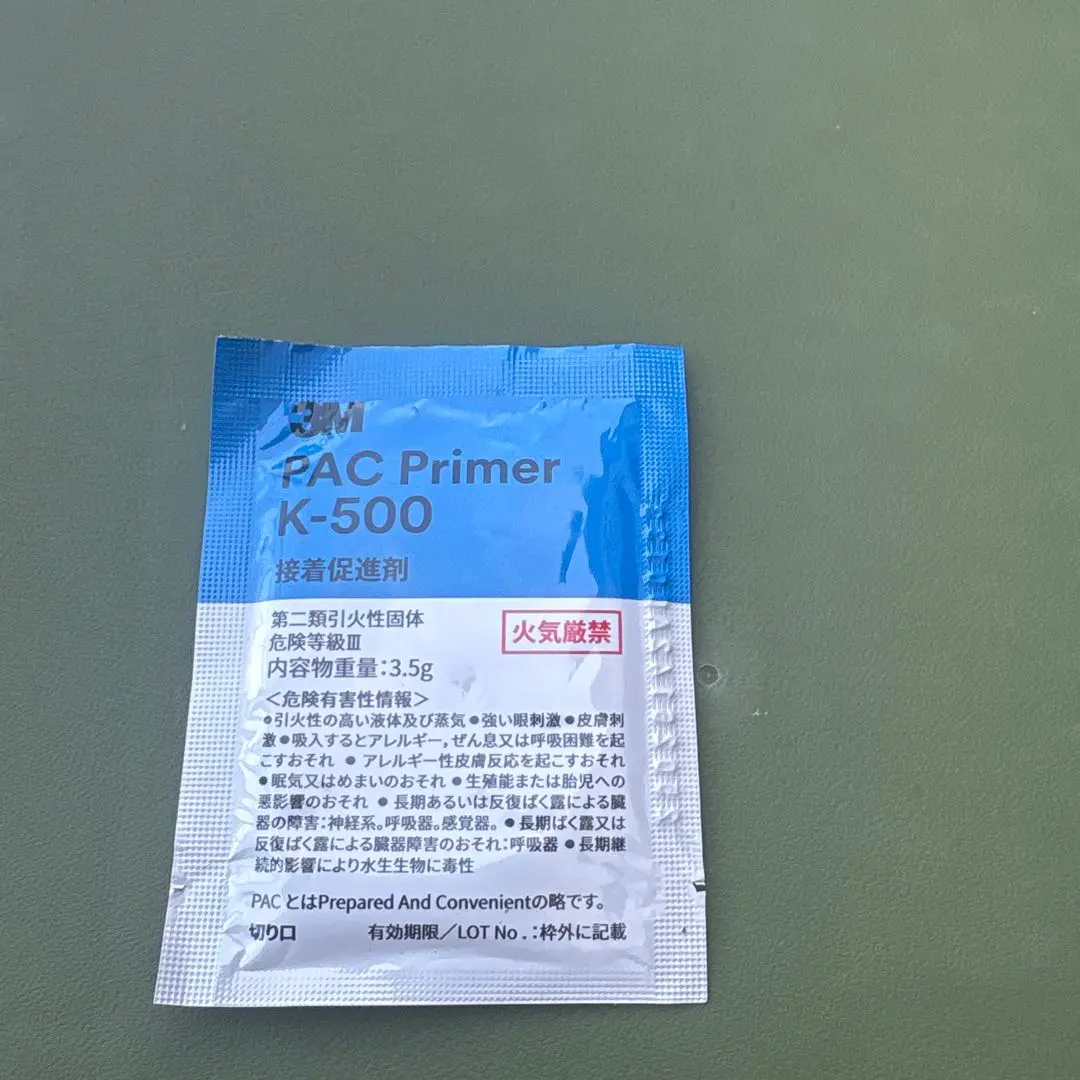 3M
PAC Primer
K-500
接着促進剤
第二類引火性固体
危険等級Ⅲ
内容物重量：3.5g
火気厳禁
＜危険有害性情報＞
●引火性の高い液体及び蒸気●強い眼刺激●皮膚刺
激●吸入するとアレルギー，ぜん息又は呼吸困難を起
こすおそれ ● アレルギー性皮膚反応を起こすおそれ
●眠気又はめまいのおそれ ●生殖能または胎児への
悪影響のおそれ ● 長期あるいは反復ばく露による臓
器の障害：神経系。呼吸器。感覚器。 ●長期ばく露又は
反復ばく露による臓器障害のおそれ：呼吸器 ●長期継
続的影響により水生生物に毒性
PAC とはPrepared And Convenientの略です。
切り口
有効期限／LOT No .：枠外に記載